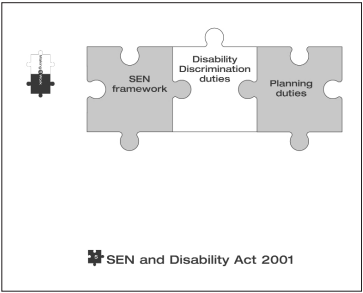 SEN
framework
Disability
Discrimination
duties
Planning
duties
SEN and Disability Act 2001